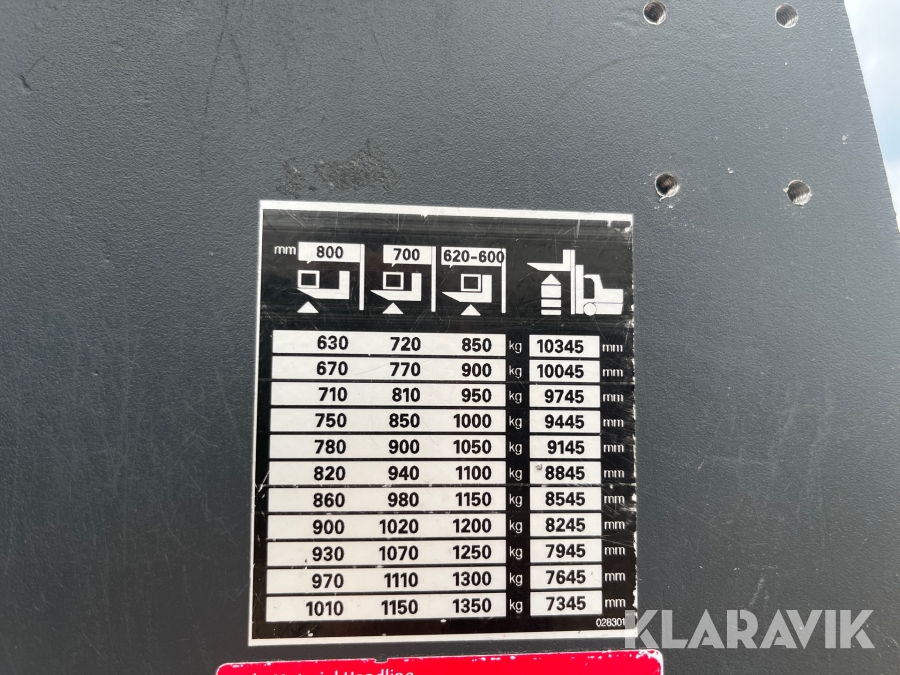 mm 800 700 620-600
630 720 850 kg 10345 mm
670 770 900 kg 10045 mm
710 810 950 kg 9745 mm
750 850 1000 kg 9445 mm
780 900 1050 kg 9145 mm
820 940 1100 kg 8845 mm
860 980 1150 kg 8545 mm
900 1020 1200 kg 8245 mm
930 1070 1250 kg 7945 mm
970 1110 1300 kg 7645 mm
1010 1150 1350 kg 7345 mm
028301
KLARAVIK
Handling